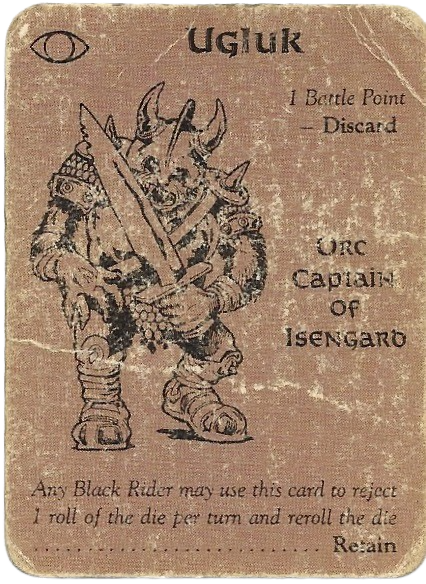 Ugluk
1 Battle Point
– Discard
Orc
Captain
of
Isengard
Any Black Rider may use this card to reject
1 roll of the die per turn and reroll the die
.............................. Retain